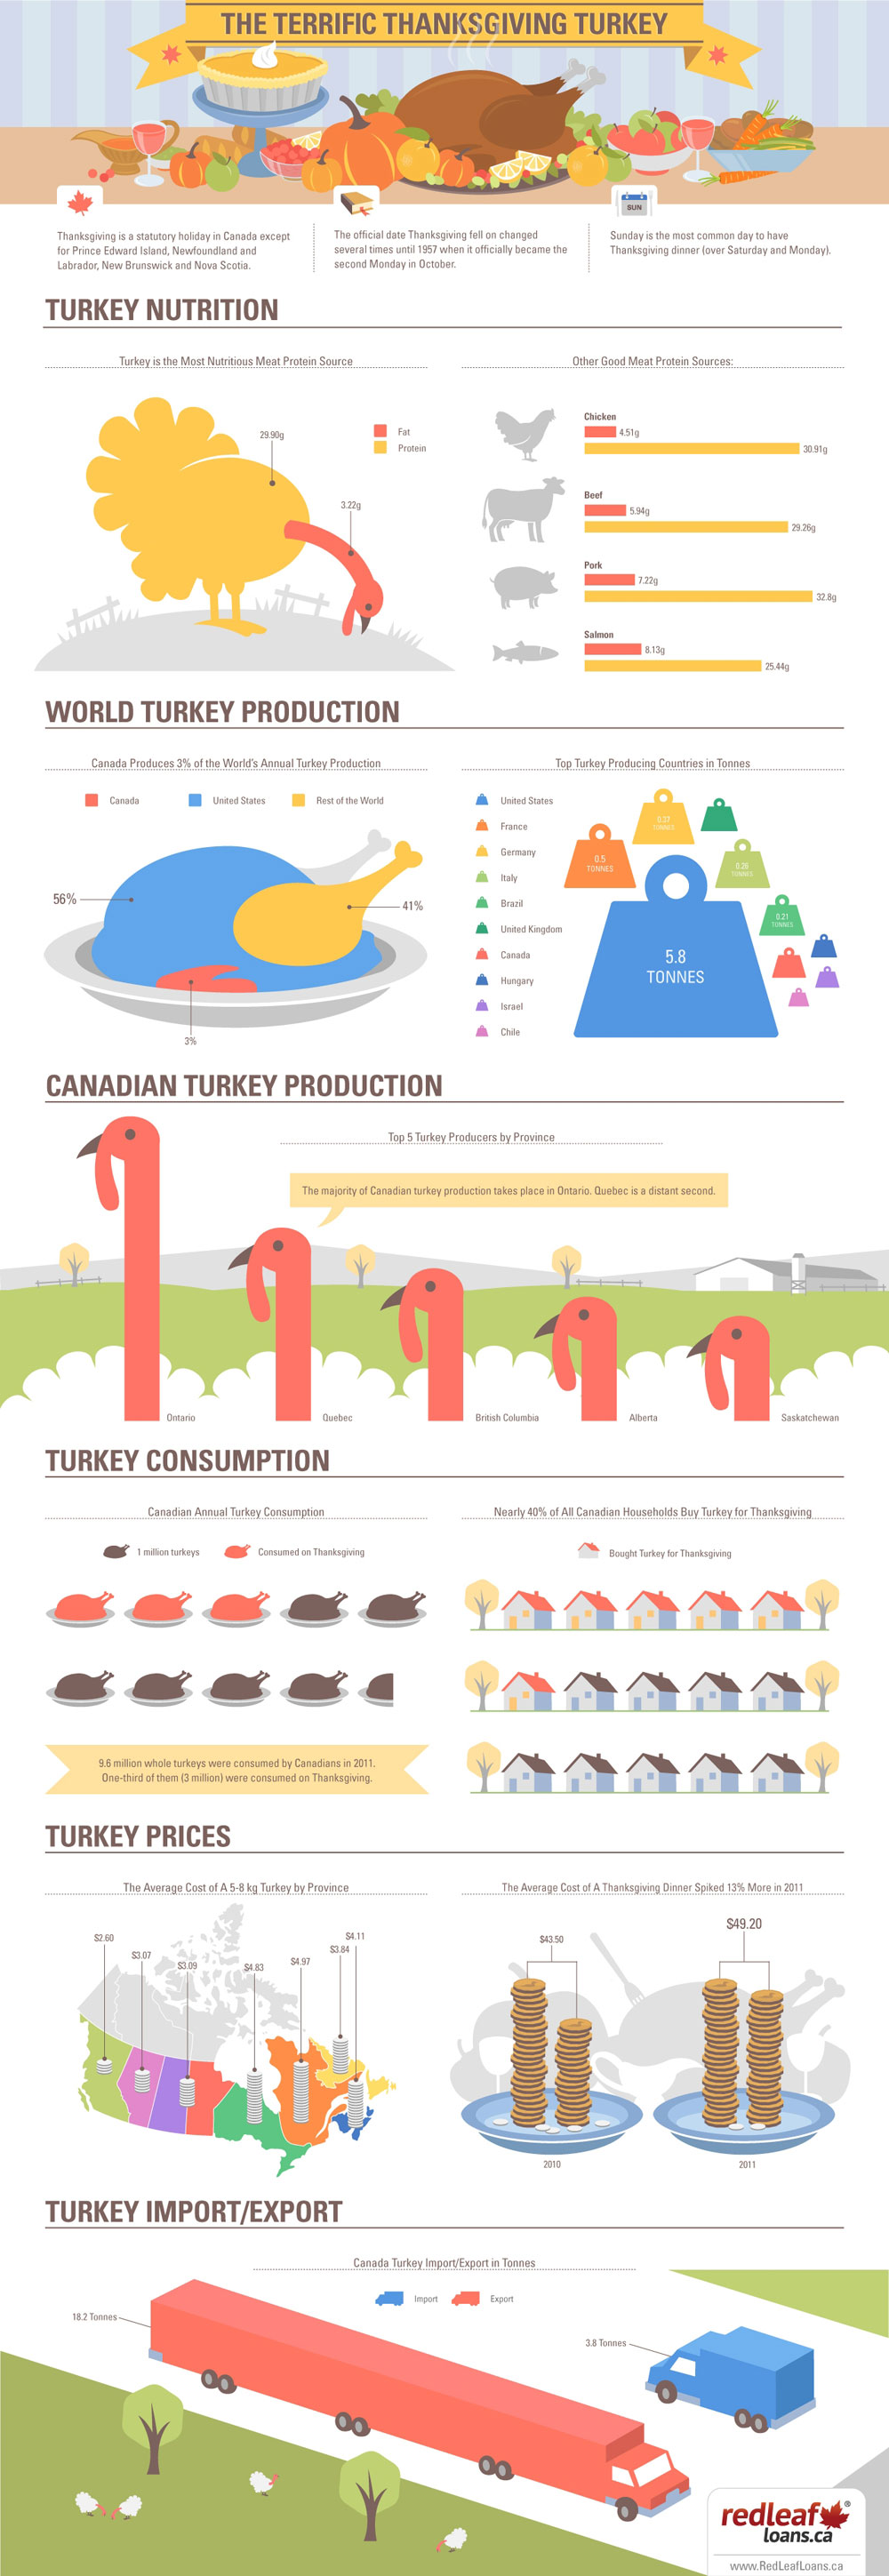 THE TERRIFIC THANKSGIVING TURKEY
SUN
Thanksgiving is a statutory holiday in Canada except
for Prince Edward Island, Newfoundland and
Labrador, New Brunswick and Nova Scotia.
The official date Thanksgiving fell on changed
several times until 1957 when it officially became the
second Monday in October.
Sunday is the most common day to have
Thanksgiving dinner (over Saturday and Monday).
TURKEY NUTRITION
Turkey is the Most Nutritious Meat Protein Source
29.90g
3.22g
Fat
Protein
Other Good Meat Protein Sources:
Chicken
4.51g
30.91g
Beef
5.94g
29.26g
Pork
7.22g
32.8g
Salmon
8.13g
25.44g
WORLD TURKEY PRODUCTION
Canada Produces 3% of the World's Annual Turkey Production
Canada
United States
Rest of the World
56%
41%
3%
Top Turkey Producing Countries in Tonnes
United States
France
Germany
Italy
Brazil
United Kingdom
Canada
Hungary
Israel
Chile
0.5
TONNES
TONNES
0.26
TONNES
0.21
TONNES
5.8
TONNES
CANADIAN TURKEY PRODUCTION
Top 5 Turkey Producers by Province
The majority of Canadian turkey production takes place in Ontario. Quebec is a distant second.
Ontario
Quebec
British Columbia
Alberta
Saskatchewan
TURKEY CONSUMPTION
Canadian Annual Turkey Consumption
1 million turkeys
Consumed on Thanksgiving
9.6 million whole turkeys were consumed by Canadians in 2011.
One-third of them (3 million) were consumed on Thanksgiving.
Nearly 40% of All Canadian Households Buy Turkey for Thanksgiving
Bought Turkey for Thanksgiving
TURKEY PRICES
The Average Cost of A 5-8 kg Turkey by Province
$2.60
$3.07
$3.09
$4.83
$4.97
$3.84
$4.11
The Average Cost of A Thanksgiving Dinner Spiked 13% More in 2011
$43.50
$49.20
2010
2011
TURKEY IMPORT/EXPORT
Canada Turkey Import/Export in Tonnes
Import
Export
18.2 Tonnes
3.8 Tonnes
redleaf®
loans.ca
www.RedLeafLoans.ca